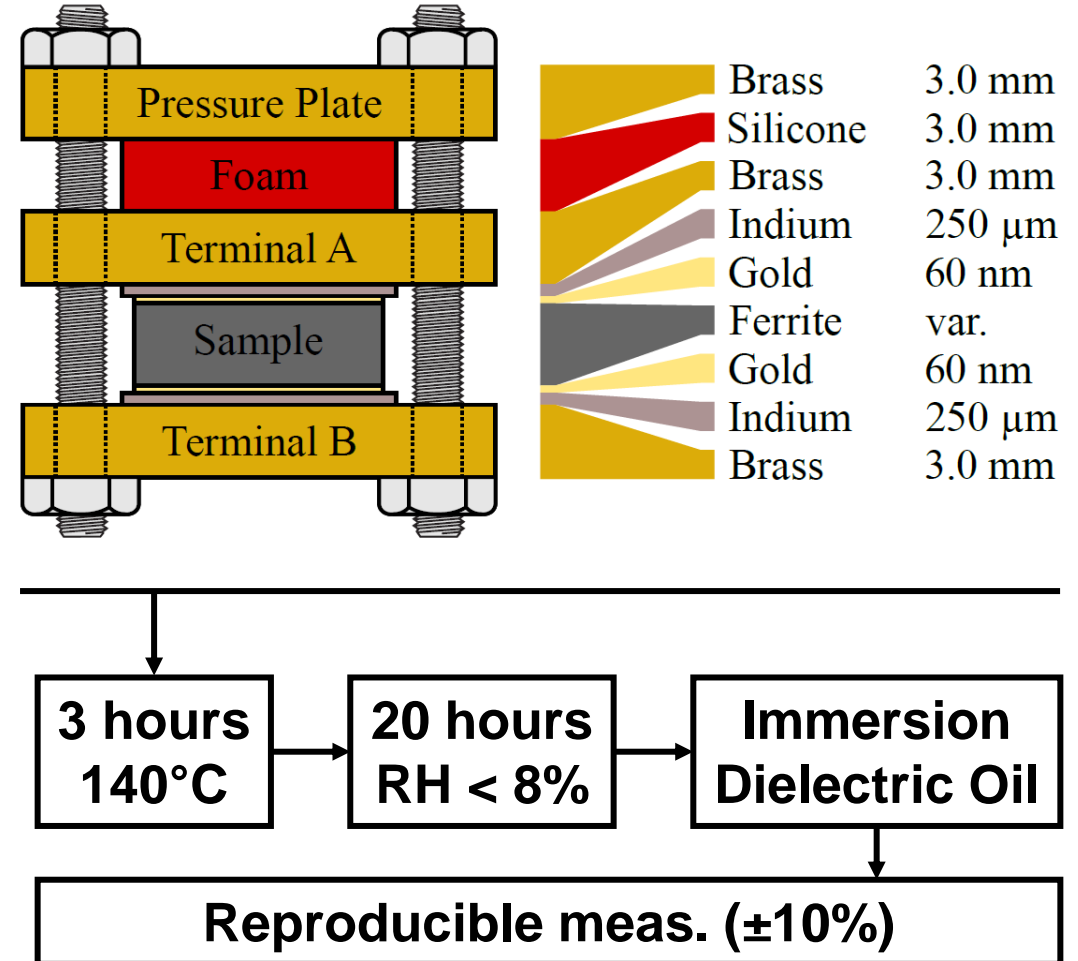 Pressure Plate
Foam
Terminal A
Sample
Terminal B
Brass 3.0 mm
Silicone 3.0 mm
Brass 3.0 mm
Indium 250 µm
Gold 60 nm
Ferrite var.
Gold 60 nm
Indium 250 µm
Brass 3.0 mm
3 hours
140°C
20 hours
RH < 8%
Immersion
Dielectric Oil
Reproducible meas. (±10%)